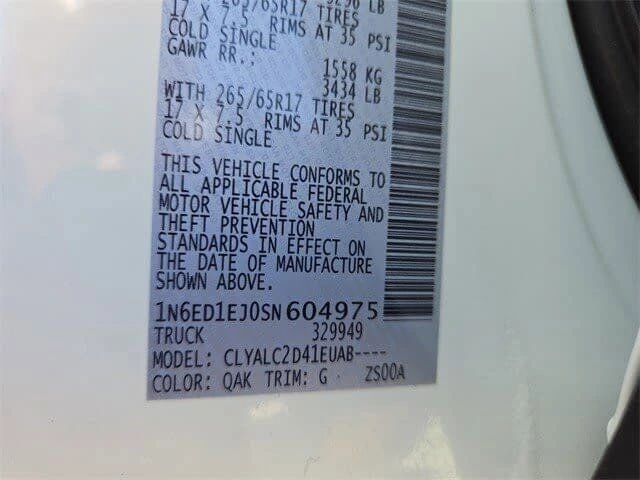 265/65R17 TIRES
17 X 7.5 RIMS AT 35 PSI
COLD SINGLE
GAWR RR.:
1558 KG
3434 LB
WITH 265/65R17 TIRES
17 X 7.5 RIMS AT 35 PSI
COLD SINGLE
THIS VEHICLE CONFORMS TO
ALL APPLICABLE FEDERAL
MOTOR VEHICLE SAFETY AND
THEFT PREVENTION
STANDARDS IN EFFECT ON
THE DATE OF MANUFACTURE
SHOWN ABOVE.
1N6ED1EJ0SN604975
TRUCK 329949
MODEL: CLYALC2D41EUAB----
COLOR: QAK TRIM: G ZS00A